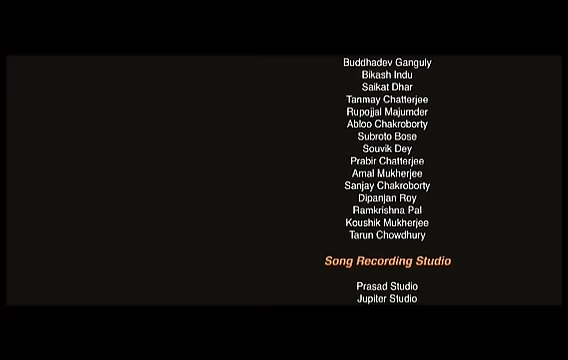 Buddhadev Ganguly
Bikash Indu
Saikat Dhar
Tanmay Chatterjee
Rupojjal Majumder
Abloo Chakroborty
Subroto Bose
Souvik Dey
Prabir Chatterjee
Amal Mukherjee
Sanjay Chakroborty
Dipanjan Roy
Ramkrishna Pal
Koushik Mukherjee
Tarun Chowdhury
Song Recording Studio
Prasad Studio
Jupiter Studio